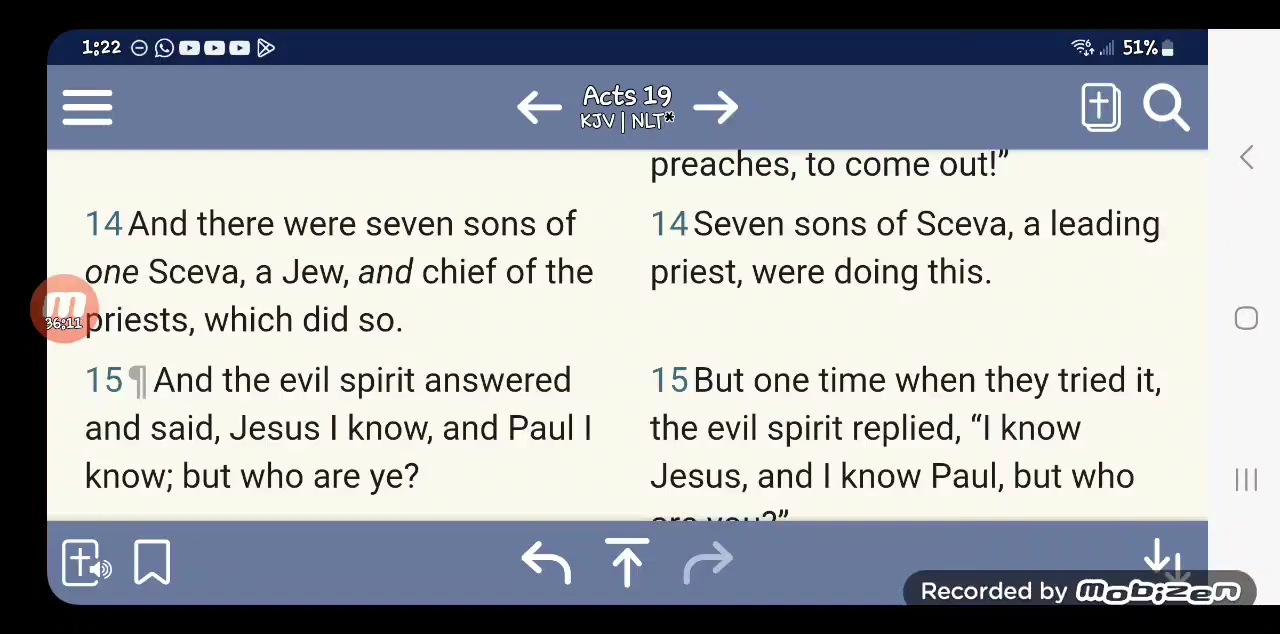 1:22 51%
Acts 19
KJV | NLT*
preaches, to come out!”
14 And there were seven sons of
one Sceva, a Jew, and chief of the
priests, which did so.
15 ¶ And the evil spirit answered
and said, Jesus I know, and Paul I
know; but who are ye?
14 Seven sons of Sceva, a leading
priest, were doing this.
15 But one time when they tried it,
the evil spirit replied, “I know
Jesus, and I know Paul, but who
are you?”
36:11
Recorded by Mobizen